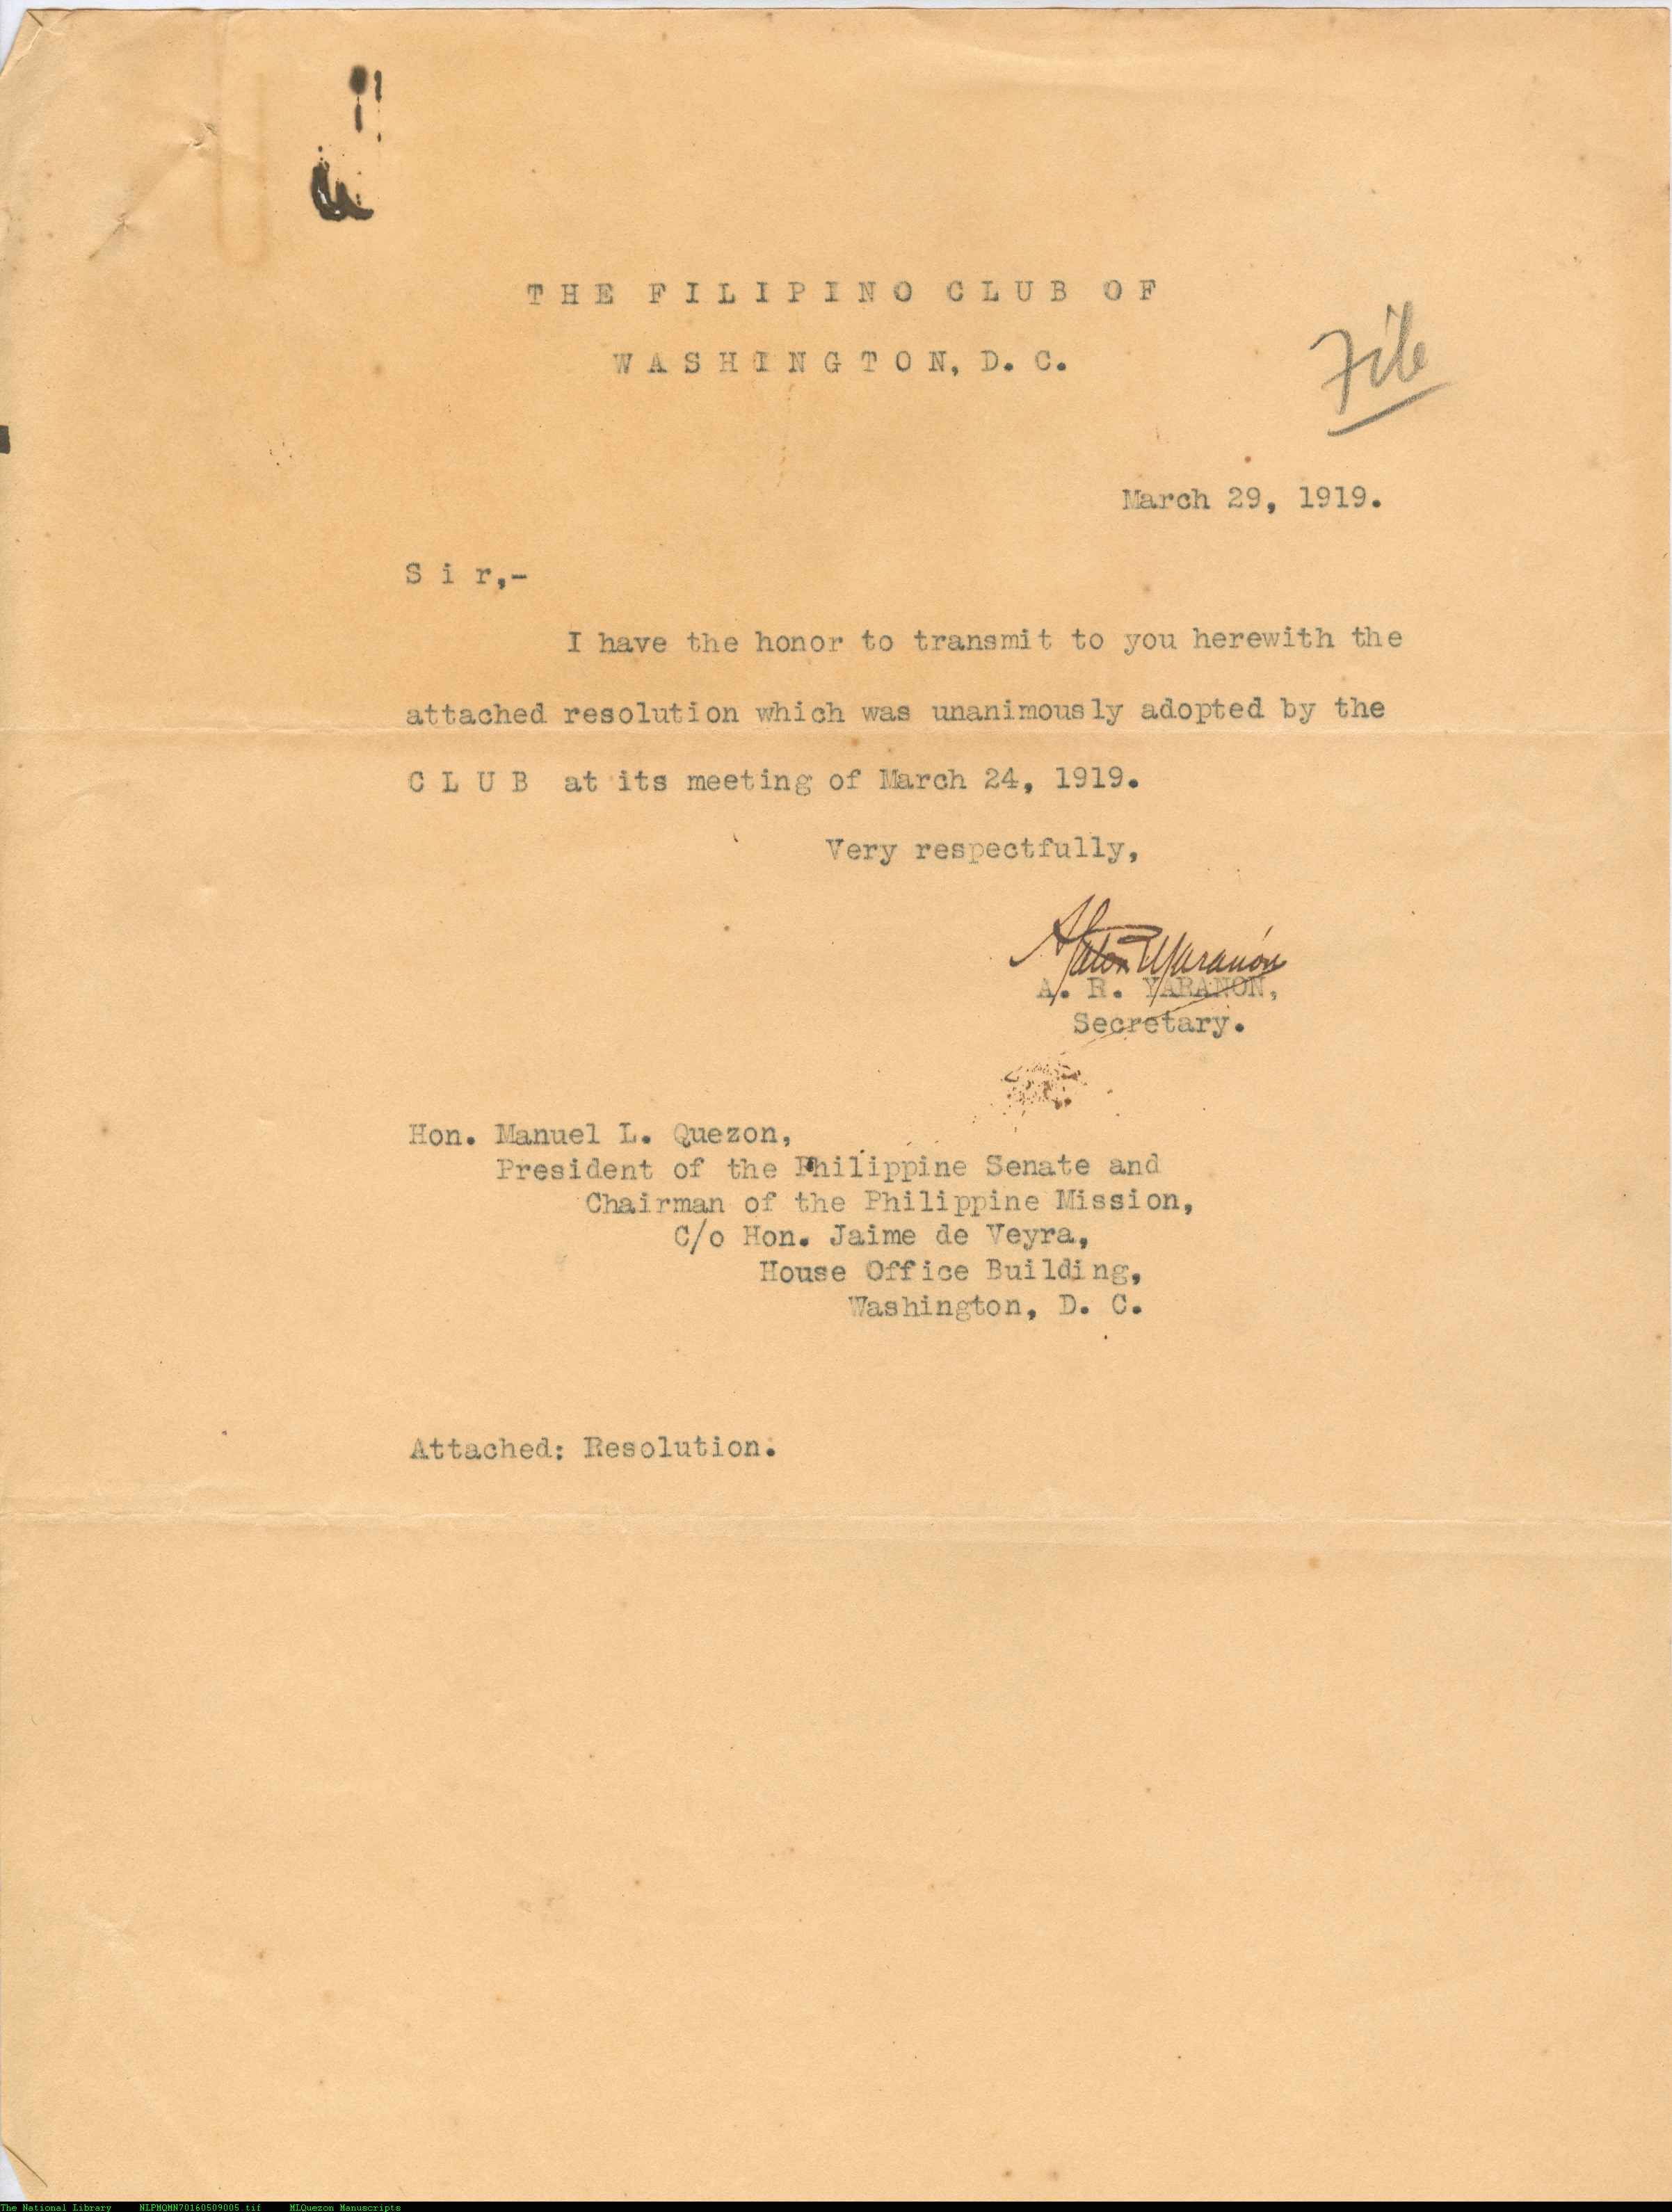 THE FILIPINO CLUB OF
WASHINGTON, D. C.
File
March 29, 1919.
S i r,-
I have the honor to transmit to you herewith the
attached resolution which was unanimously adopted by the
C L U B at its meeting of March 24, 1919.
Very respectfully,
A. R. YARANON,
Secretary.
Hon. Manuel L. Quezon,
President of the Philippine Senate and
Chairman of the Philippine Mission,
C/o Hon. Jaime de Veyra,
House Office Building,
Washington, D. C.
Attached: Resolution.
The National Library NLPMQMN70160509005.tif MLQuezon Manuscripts